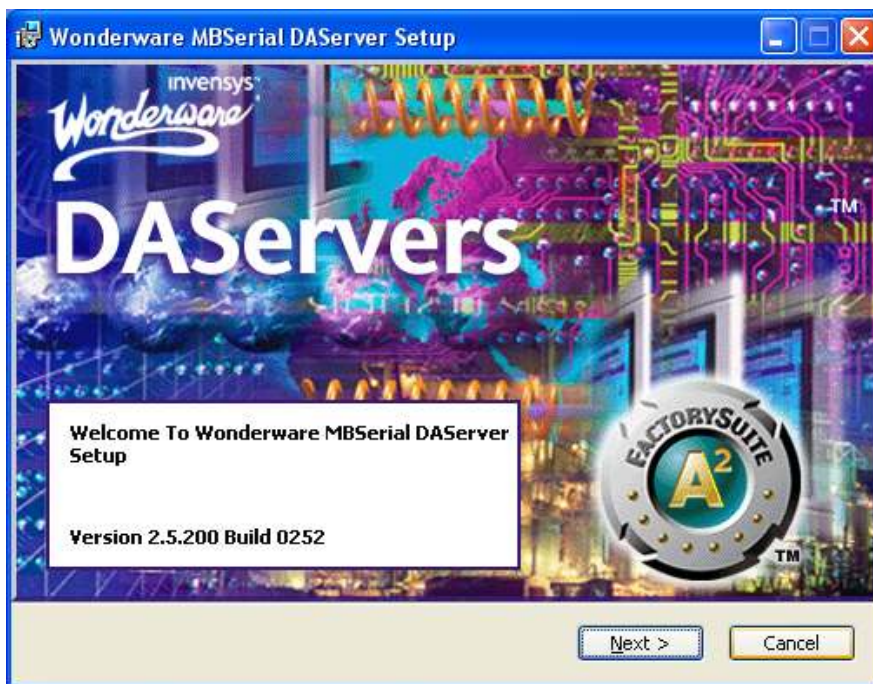 Wonderware MBSerial DAServer Setup
invensys
Wonderware
DAServers
TM
Welcome To Wonderware MBSerial DAServer
Setup
Version 2.5.200 Build 0252
FACTORYSUITE
A2
TM
Next >
Cancel